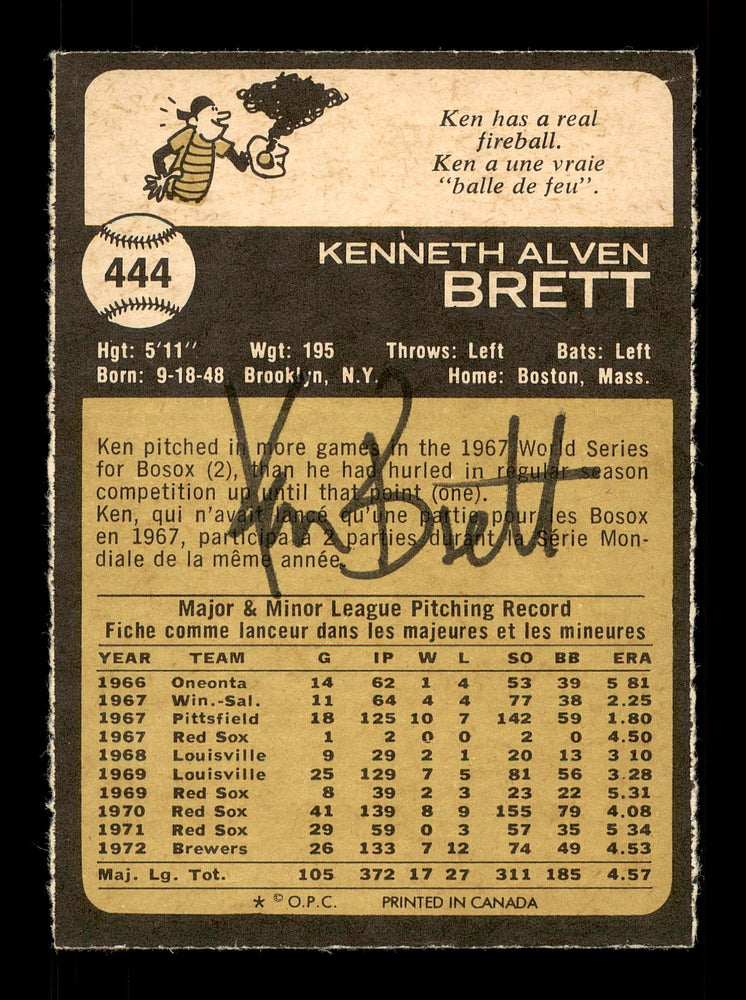 Ken has a real
fireball.
Ken a une vraie
“balle de feu”.
444
KENNETH ALVEN
BRETT
Hgt: 5'11'' Wgt: 195 Throws: Left Bats: Left
Born: 9-18-48 Brooklyn, N.Y. Home: Boston, Mass.
Ken pitched in more games in the 1967 World Series
for Bosox (2), than he had hurled in regular season
competition up until that point (one).
Ken, qui n'avait lancé qu'une partie pour les Bosox
en 1967, participa à 2 parties durant la Série Mon-
diale de la même année.
Ken Brett
Major & Minor League Pitching Record
Fiche comme lanceur dans les majeures et les mineures
YEAR TEAM G IP W L SO BB ERA
1966 Oneonta 14 62 1 4 53 39 5 81
1967 Win.-Sal. 11 64 4 4 77 38 2.25
1967 Pittsfield 18 125 10 7 142 59 1.80
1967 Red Sox 1 2 0 0 2 0 4.50
1968 Louisville 9 29 2 1 20 13 3 10
1969 Louisville 25 129 7 5 81 56 3.28
1969 Red Sox 8 39 2 3 23 22 5.31
1970 Red Sox 41 139 8 9 155 79 4.08
1971 Red Sox 29 59 0 3 57 35 5 34
1972 Brewers 26 133 7 12 74 49 4.53
Maj. Lg. Tot. 105 372 17 27 311 185 4.57
* © O.P.C. PRINTED IN CANADA